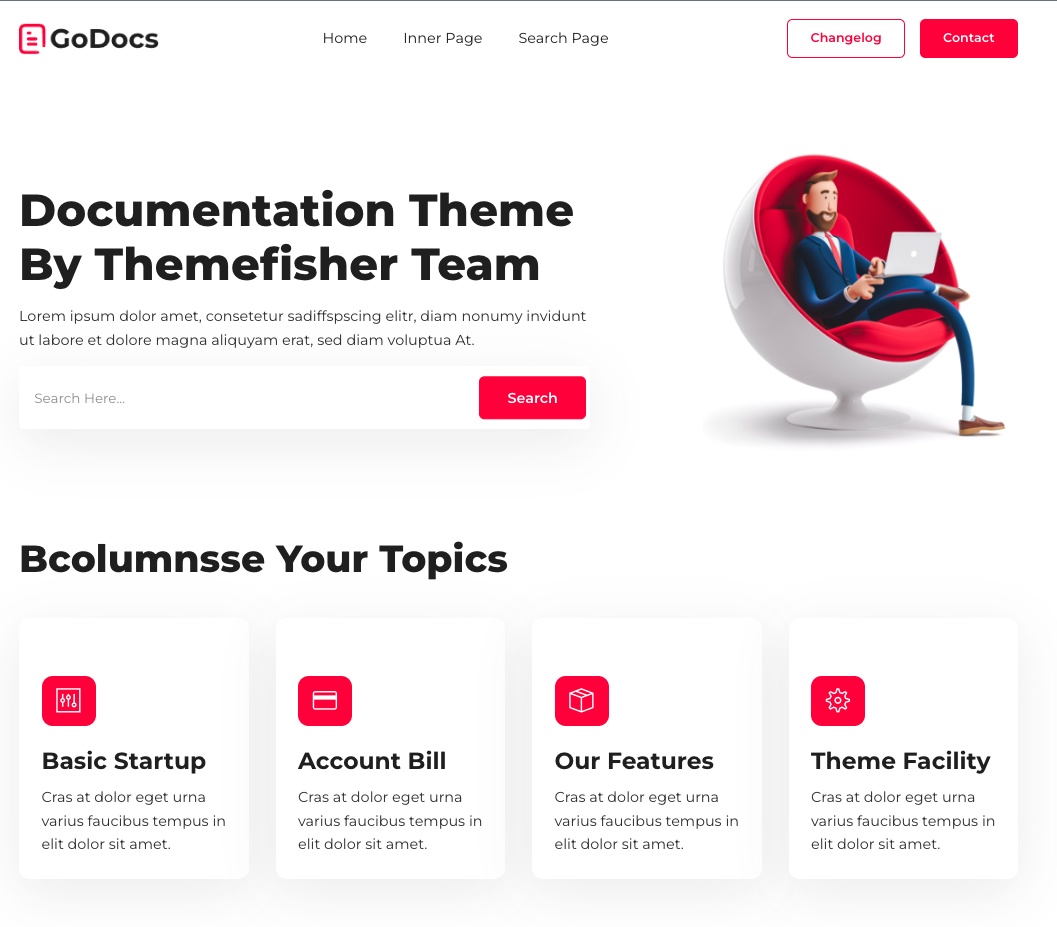 GoDocs
Home
Inner Page
Search Page
Changelog
Contact
Documentation Theme
By Themefisher Team
Lorem ipsum dolor amet, consetetur sadiffspscing elitr, diam nonumy invidunt
ut labore et dolore magna aliquyam erat, sed diam voluptua At.
Search Here...
Search
Bcolumnsse Your Topics
Basic Startup
Cras at dolor eget urna
varius faucibus tempus in
elit dolor sit amet.
Account Bill
Cras at dolor eget urna
varius faucibus tempus in
elit dolor sit amet.
Our Features
Cras at dolor eget urna
varius faucibus tempus in
elit dolor sit amet.
Theme Facility
Cras at dolor eget urna
varius faucibus tempus in
elit dolor sit amet.